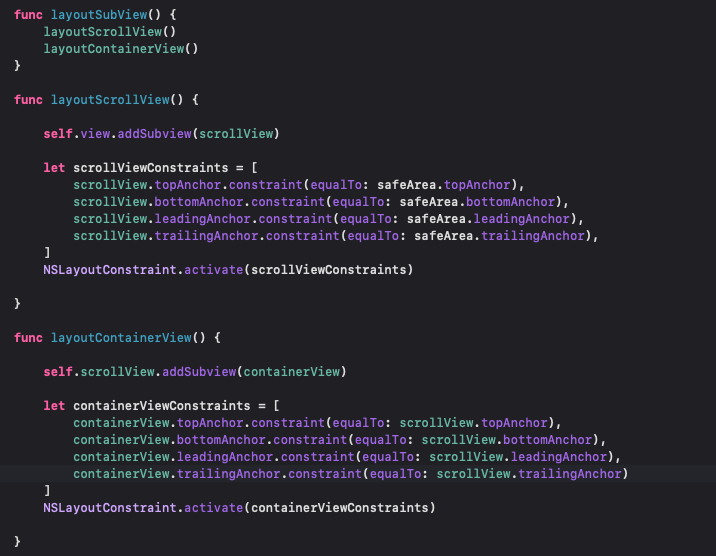 func layoutSubView() {
    layoutScrollView()
    layoutContainerView()
}
func layoutScrollView() {
    self.view.addSubview(scrollView)
    let scrollViewConstraints = [
        scrollView.topAnchor.constraint(equalTo: safeArea.topAnchor),
        scrollView.bottomAnchor.constraint(equalTo: safeArea.bottomAnchor),
        scrollView.leadingAnchor.constraint(equalTo: safeArea.leadingAnchor),
        scrollView.trailingAnchor.constraint(equalTo: safeArea.trailingAnchor),
    ]
    NSLayoutConstraint.activate(scrollViewConstraints)
}
func layoutContainerView() {
    self.scrollView.addSubview(containerView)
    let containerViewConstraints = [
        containerView.topAnchor.constraint(equalTo: scrollView.topAnchor),
        containerView.bottomAnchor.constraint(equalTo: scrollView.bottomAnchor),
        containerView.leadingAnchor.constraint(equalTo: scrollView.leadingAnchor),
        containerView.trailingAnchor.constraint(equalTo: scrollView.trailingAnchor)
    ]
    NSLayoutConstraint.activate(containerViewConstraints)
}